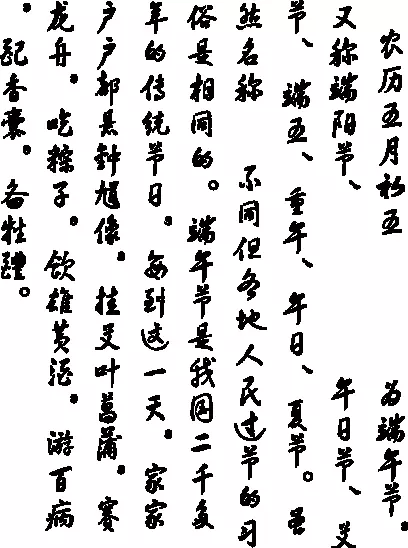 农历五月初五 为端午节。
又称端阳节、 午日节、艾
节、端五、重午、午日、夏节。虽
然名称 不同但各地人民过节的习
俗是相同的。端午节是我国二千多
年的传统节日。每到这一天。家家
户户都悬钟馗像。挂艾叶菖蒲。赛
龙舟。吃粽子。饮雄黄酒。游百病
。配香囊。备牲醴。